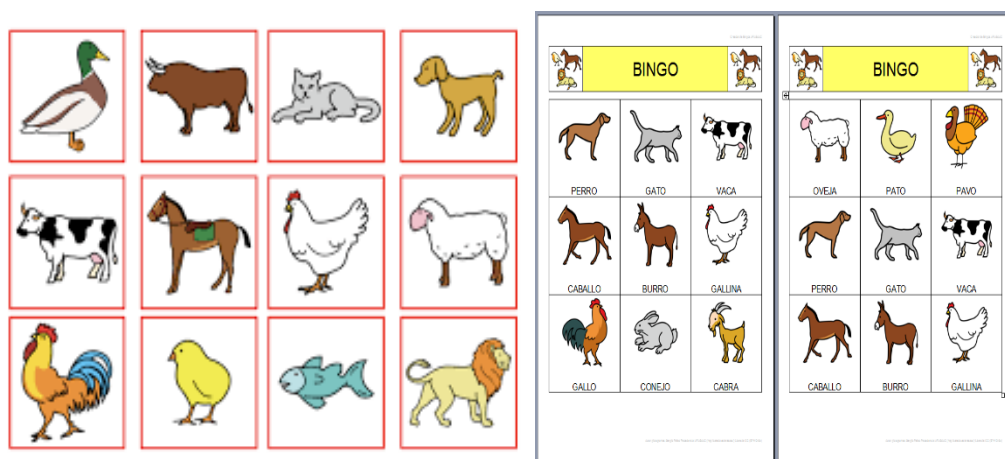 BINGO
PERRO GATO VACA
CABALLO BURRO GALLINA
GALLO CONEJO CABRA
BINGO
OVEJA PATO PAVO
PERRO GATO VACA
CABALLO BURRO GALLINA